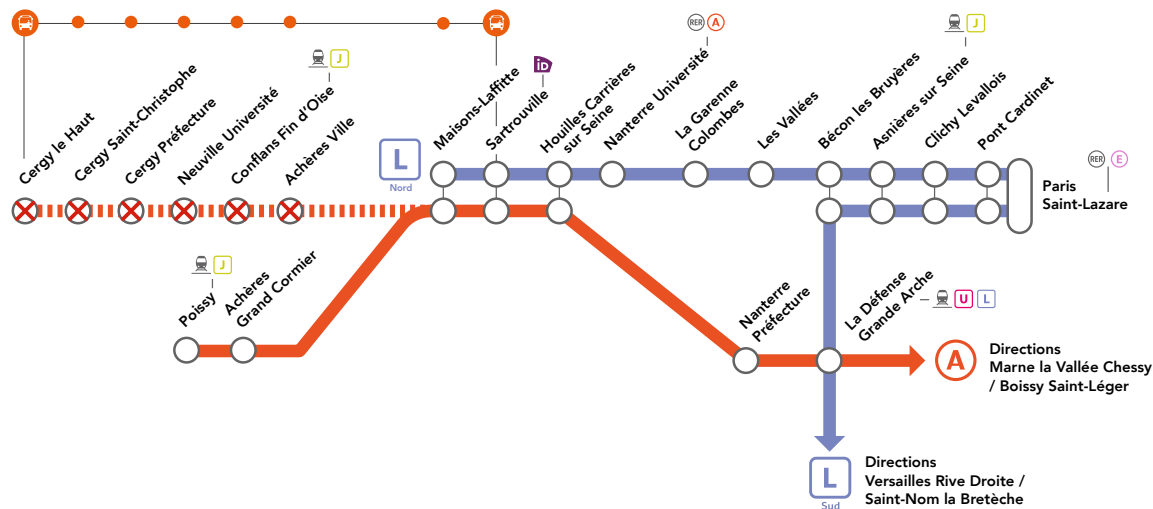 Cergy le Haut
Cergy Saint-Christophe
Cergy Préfecture
Neuville Université
Conflans Fin d'Oise
J
Achères Ville
L
Nord
Maisons-Laffitte
Sartrouville
iD
Houilles Carrières
sur Seine
Nanterre Université
RER A
La Garenne
Colombes
Les Vallées
Bécon les Bruyères
Asnières sur Seine
J
Clichy Levallois
Pont Cardinet
Paris
Saint-Lazare
RER E
Poissy
J
Achères
Grand Cormier
Nanterre
Préfecture
La Défense
Grande Arche
U L
A
Directions
Marne la Vallée Chessy
/ Boissy Saint-Léger
L
Sud
Directions
Versailles Rive Droite /
Saint-Nom la Bretèche